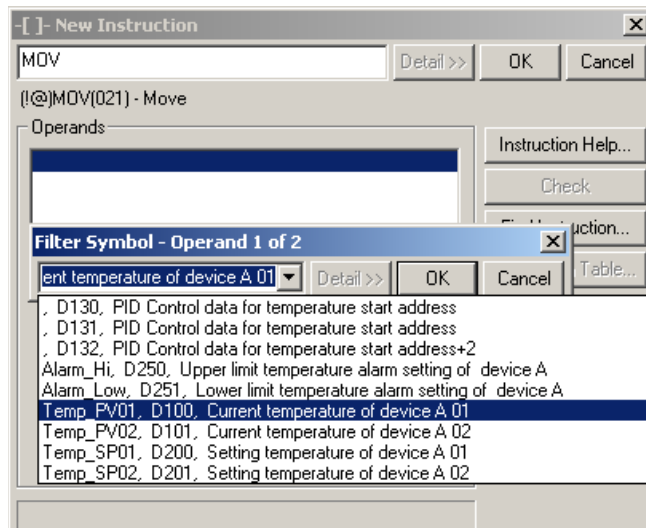 -[ ]- New Instruction
MOV
Detail >>
OK
Cancel
(!@)MOV(021) - Move
Operands
Instruction Help...
Check
uction...
Filter Symbol - Operand 1 of 2
ent temperature of device A 01
Detail >>
OK
Cancel
Table...
, D130, PID Control data for temperature start address
, D131, PID Control data for temperature start address
, D132, PID Control data for temperature start address+2
Alarm_Hi, D250, Upper limit temperature alarm setting of device A
Alarm_Low, D251, Lower limit temperature alarm setting of device A
Temp_PV01, D100, Current temperature of device A 01
Temp_PV02, D101, Current temperature of device A 02
Temp_SP01, D200, Setting temperature of device A 01
Temp_SP02, D201, Setting temperature of device A 02